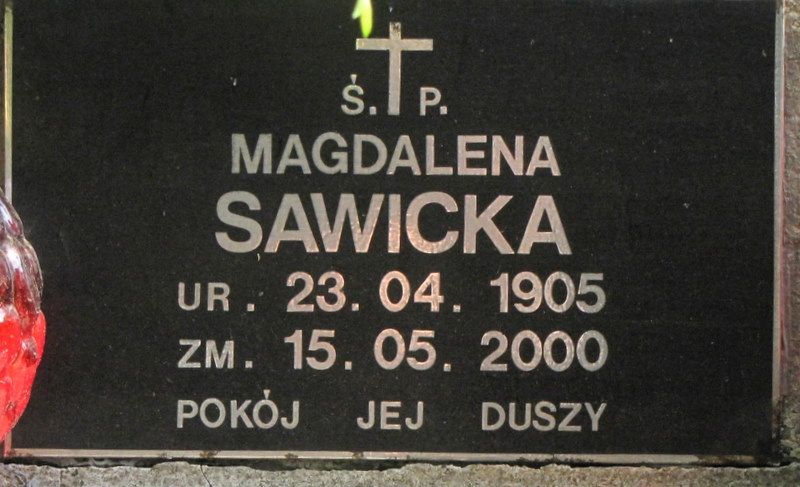 Ś. P.
MAGDALENA
SAWICKA
UR. 23. 04. 1905
ZM. 15. 05. 2000
POKÓJ JEJ DUSZY